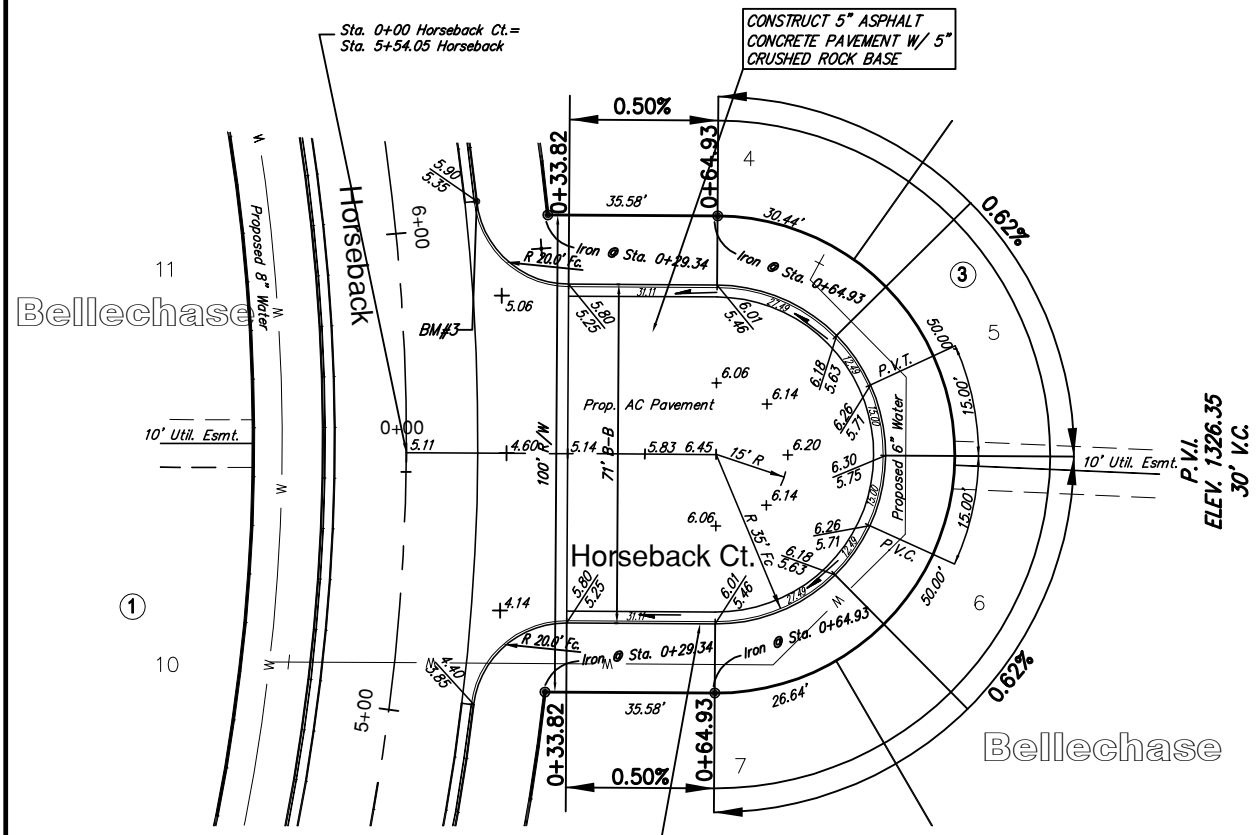 Sta. 0+00 Horseback Ct.=
Sta. 5+54.05 Horseback
CONSTRUCT 5" ASPHALT
CONCRETE PAVEMENT W/ 5"
CRUSHED ROCK BASE
0.50%
0+33.82
0+64.93
4
35.58'
30.44'
0.62%
5.90
5.35
Horseback
6+00
Proposed 8" Water
W
W
11
Bellechase
R 20.0' Fc.
Iron @ Sta. 0+29.34
Iron @ Sta. 0+64.93
3
5
50.00'
5.06
BM#3
5.80
5.25
31.11
6.01
5.46
27.49
12.49
6.18
5.63
P.V.T.
15.00'
6.06
6.14
Prop. AC Pavement
6.26
5.71
15.00
Proposed 6" Water
10' Util. Esmt.
0+00
5.11
4.60
5.14
5.83
6.45
15' R
6.20
6.30
5.75
10' Util. Esmt.
P.V.I.
ELEV. 1326.35
30' V.C.
100' R/W
71' B-B
W
6.14
6.06
R 35' Fc
15.00
15.00'
6.26
5.71
P.V.C.
Horseback Ct.
6.18
5.63
12.49
27.49
50.00'
6
1
4.14
5.80
5.25
31.11
6.01
5.46
W
10
W
4.40
3.85
W
R 20.0' Fc.
Iron @ Sta. 0+29.34
W
Iron @ Sta. 0+64.93
5+00
35.58'
26.64'
0.62%
0+33.82
0.50%
0+64.93
7
Bellechase